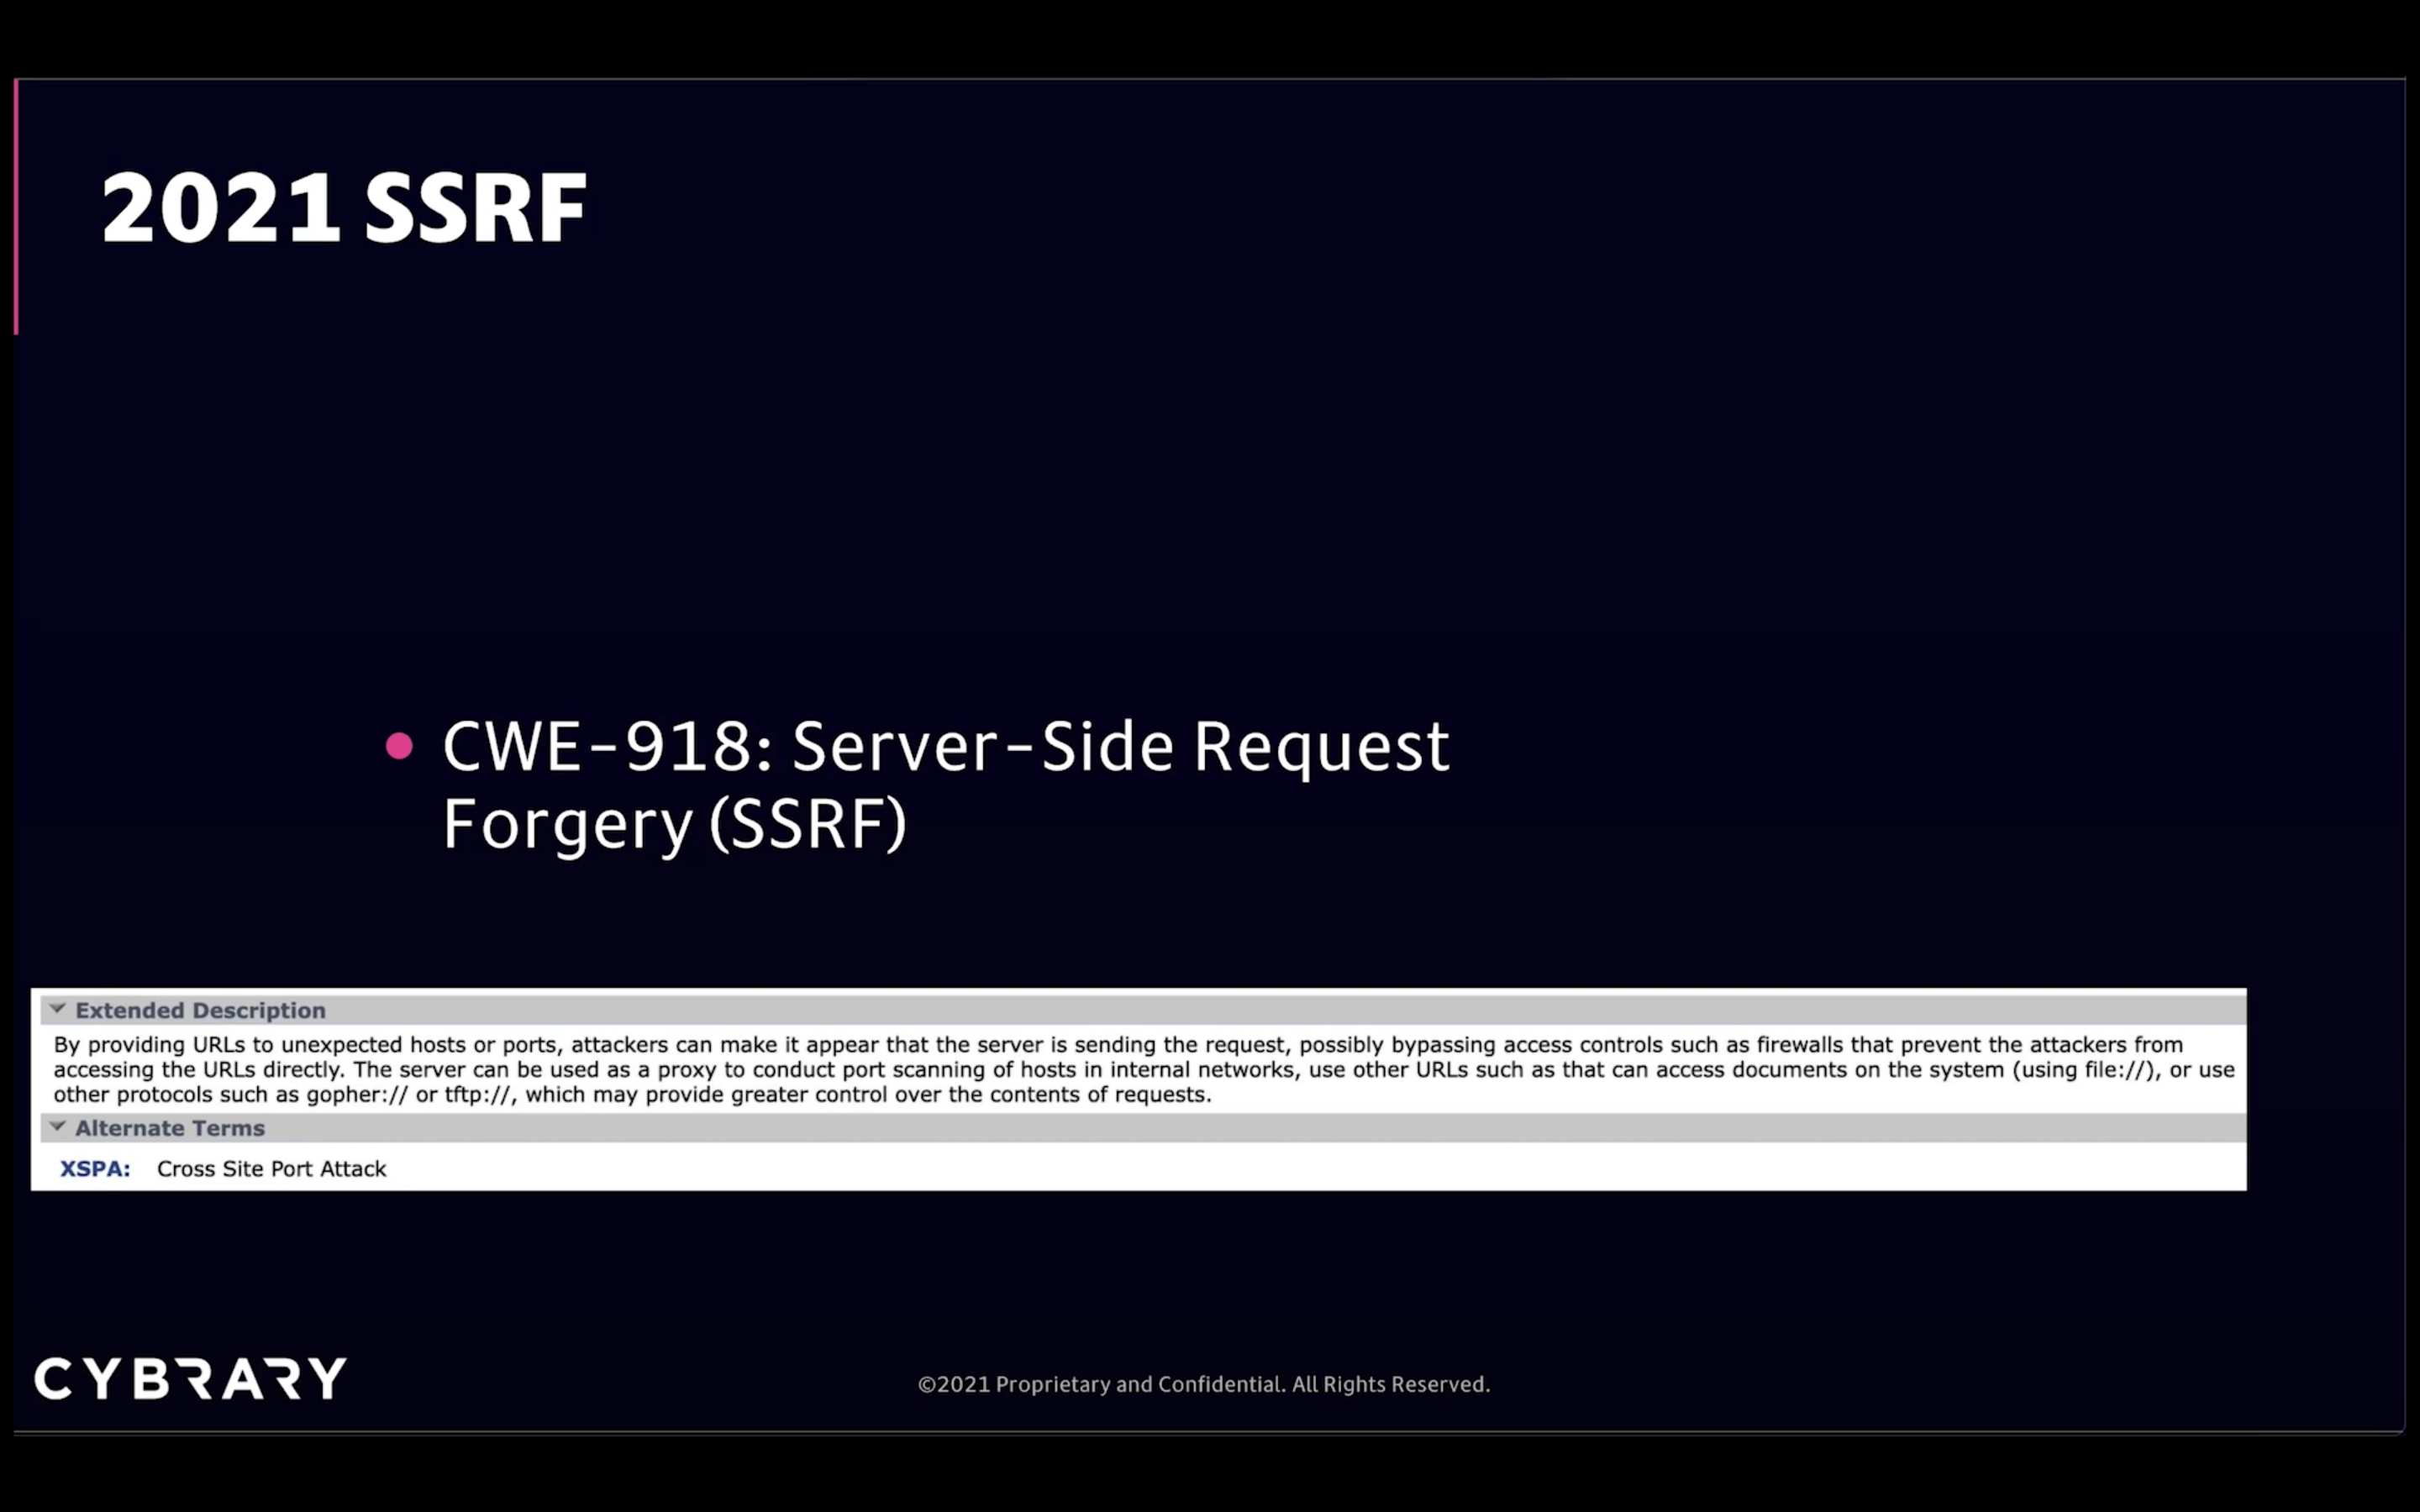 2021 SSRF
• CWE-918: Server-Side Request
Forgery (SSRF)
Extended Description
By providing URLs to unexpected hosts or ports, attackers can make it appear that the server is sending the request, possibly bypassing access controls such as firewalls that prevent the attackers from
accessing the URLs directly. The server can be used as a proxy to conduct port scanning of hosts in internal networks, use other URLs such as that can access documents on the system (using file://), or use
other protocols such as gopher:// or tftp://, which may provide greater control over the contents of requests.
Alternate Terms
XSPA: Cross Site Port Attack
CYBRARY
©2021 Proprietary and Confidential. All Rights Reserved.